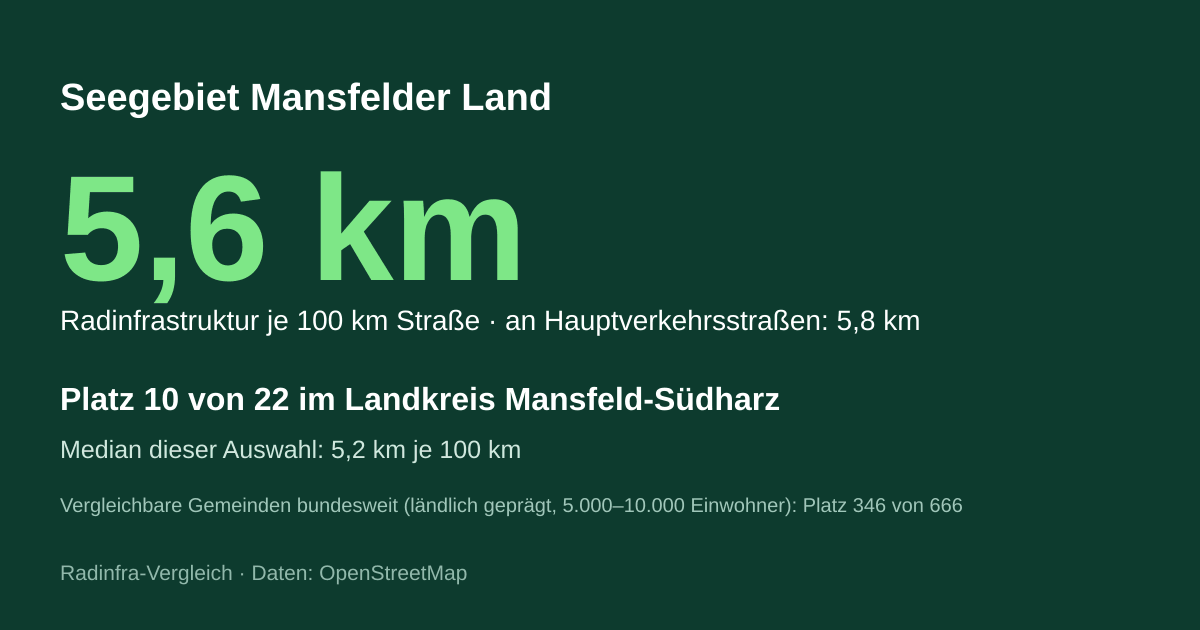 Seegebiet Mansfelder Land
5,6 km
Radinfrastruktur je 100 km Straße · an Hauptverkehrsstraßen: 5,8 km
Platz 10 von 22 im Landkreis Mansfeld-Südharz
Median dieser Auswahl: 5,2 km je 100 km
Vergleichbare Gemeinden bundesweit (ländlich geprägt, 5.000–10.000 Einwohner): Platz 346 von 666
Radinfra-Vergleich · Daten: OpenStreetMap